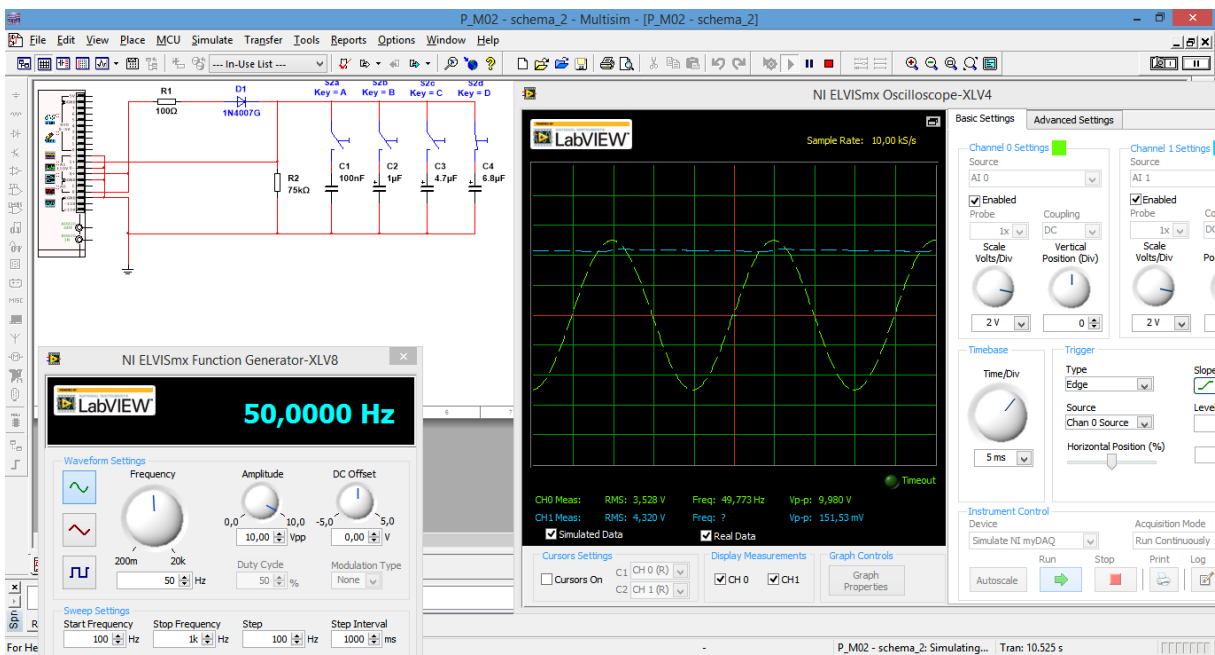 P_M02 - schema_2 - Multisim - [P_M02 - schema_2]
File Edit View Place MCU Simulate Transfer Tools Reports Options Window Help
--- In-Use List ---
R1
100Ω
D1
1N4007G
S2a
Key = A
S2b
Key = B
S2c
Key = C
S2d
Key = D
R2
75kΩ
C1
100nF
C2
1µF
C3
4.7µF
C4
6.8µF
MISC
6
7
NI ELVISmx Oscilloscope-XLV4
LabVIEW
Sample Rate: 10,00 kS/s
Timeout
CH0 Meas: RMS: 3,528 V Freq: 49,773 Hz Vp-p: 9,980 V
CH1 Meas: RMS: 4,320 V Freq: ? Vp-p: 151,53 mV
Simulated Data
Real Data
Cursors Settings
Cursors On
C1 CH 0 (R)
C2 CH 1 (R)
Display Measurements
CH 0
CH1
Graph Controls
Graph
Properties
Basic Settings
Advanced Settings
Channel 0 Settings
Source
AI 0
Enabled
Probe
Coupling
1x
DC
Scale
Volts/Div
Vertical
Position (Div)
2 V
0
Channel 1 Settings
Source
AI 1
Enabled
Probe
Co
1x
DC
Scale
Volts/Div
Po
2 V
Timebase
Time/Div
5 ms
Trigger
Type
Edge
Slope
Source
Chan 0 Source
Leve
Horizontal Position (%)
Instrument Control
Device
Simulate NI myDAQ
Acquisition Mode
Run Continuously
Autoscale
Run
Stop
Print
Log
NI ELVISmx Function Generator-XLV8
LabVIEW
50,0000 Hz
Waveform Settings
Frequency
200m
20k
50 Hz
Amplitude
0,0
10,0
10,00 Vpp
DC Offset
-5,0
5,0
0,00 V
Duty Cycle
50 %
Modulation Type
None
Sweep Settings
Start Frequency
100 Hz
Stop Frequency
1k Hz
Step
100 Hz
Step Interval
1000 ms
Spr
R
For He
-
P_M02 - schema_2: Simulating...
Tran: 10.525 s